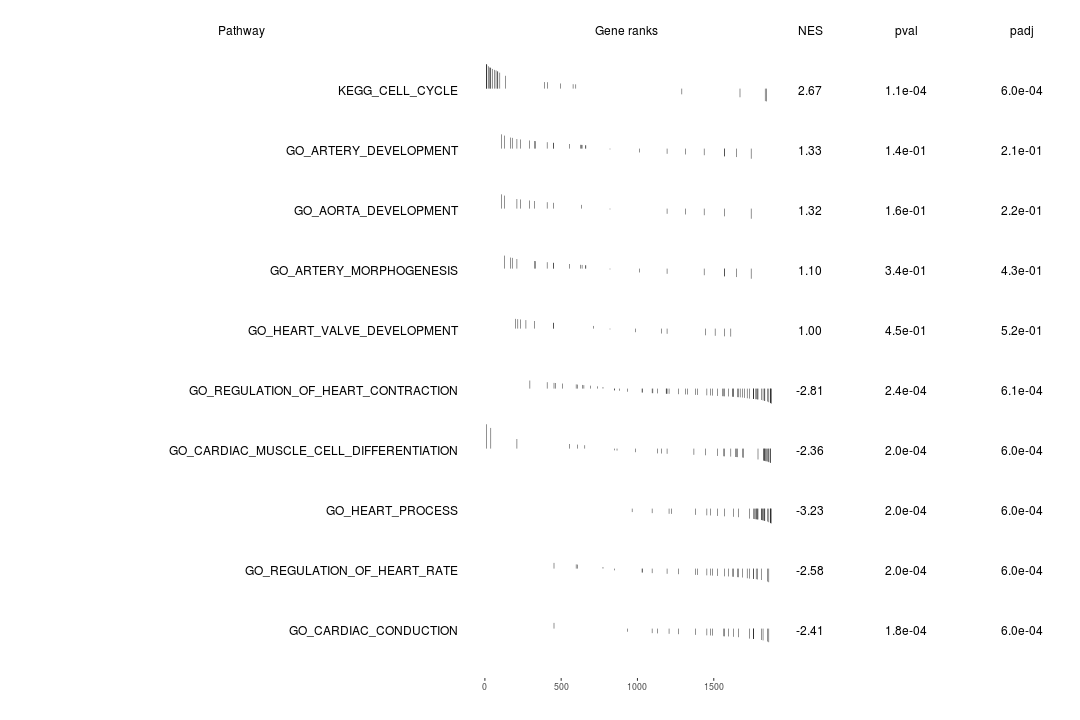 Pathway Gene ranks NES pval padj
KEGG_CELL_CYCLE 2.67 1.1e-04 6.0e-04
GO_ARTERY_DEVELOPMENT 1.33 1.4e-01 2.1e-01
GO_AORTA_DEVELOPMENT 1.32 1.6e-01 2.2e-01
GO_ARTERY_MORPHOGENESIS 1.10 3.4e-01 4.3e-01
GO_HEART_VALVE_DEVELOPMENT 1.00 4.5e-01 5.2e-01
GO_REGULATION_OF_HEART_CONTRACTION -2.81 2.4e-04 6.1e-04
GO_CARDIAC_MUSCLE_CELL_DIFFERENTIATION -2.36 2.0e-04 6.0e-04
GO_HEART_PROCESS -3.23 2.0e-04 6.0e-04
GO_REGULATION_OF_HEART_RATE -2.58 2.0e-04 6.0e-04
GO_CARDIAC_CONDUCTION -2.41 1.8e-04 6.0e-04
0 500 1000 1500